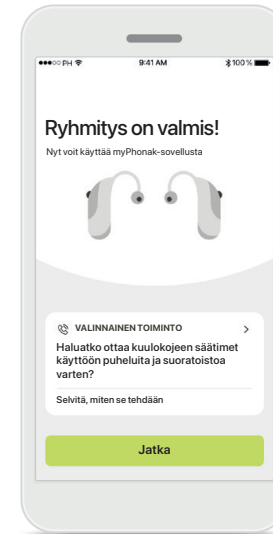 PH 9:41 AM 100 %
Ryhmitys on valmis!
Nyt voit käyttää myPhonak-sovellusta
VALINNAINEN TOIMINTO
Haluatko ottaa kuulokojeen säätimet
käyttöön puheluita ja suoratoistoa
varten?
Selvitä, miten se tehdään
Jatka